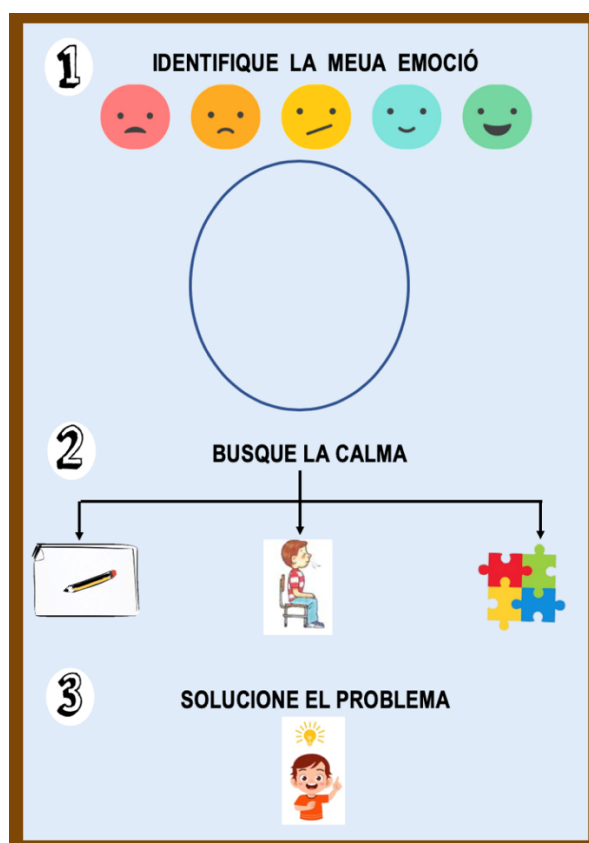 1
IDENTIFIQUE LA MEUA EMOCIÓ
2
BUSQUE LA CALMA
3
SOLUCIONE EL PROBLEMA